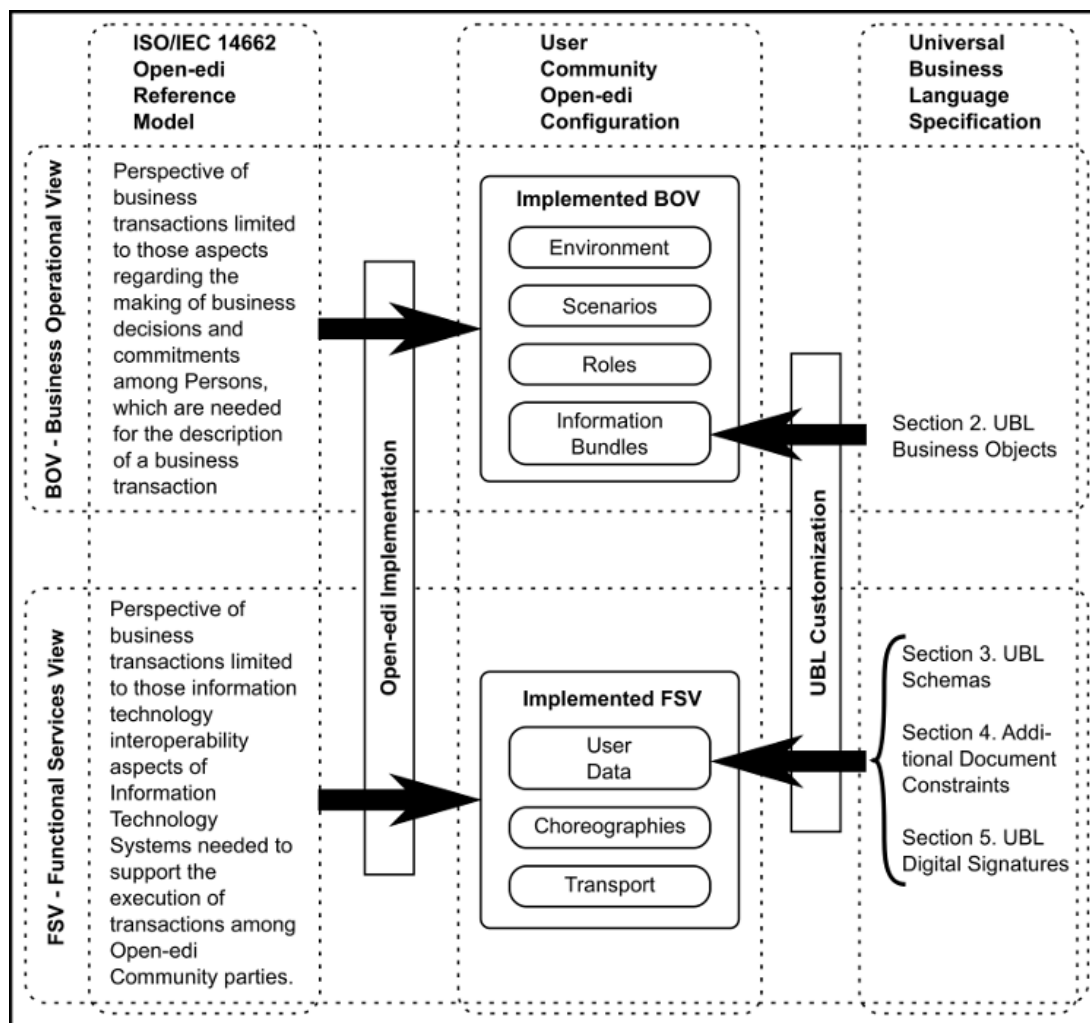 ISO/IEC 14662
Open-edi
Reference
Model
User
Community
Open-edi
Configuration
Universal
Business
Language
Specification
BOV - Business Operational View
Perspective of
business
transactions limited
to those aspects
regarding the
making of business
decisions and
commitments
among Persons,
which are needed
for the description
of a business
transaction
Open-edi Implementation
Implemented BOV
Environment
Scenarios
Roles
Information
Bundles
UBL Customization
Section 2. UBL
Business Objects
FSV - Functional Services View
Perspective of
business
transactions limited
to those information
technology
interoperability
aspects of
Information
Technology
Systems needed to
support the
execution of
transactions among
Open-edi
Community parties.
Implemented FSV
User
Data
Choreographies
Transport
Section 3. UBL
Schemas
Section 4. Addi-
tional Document
Constraints
Section 5. UBL
Digital Signatures